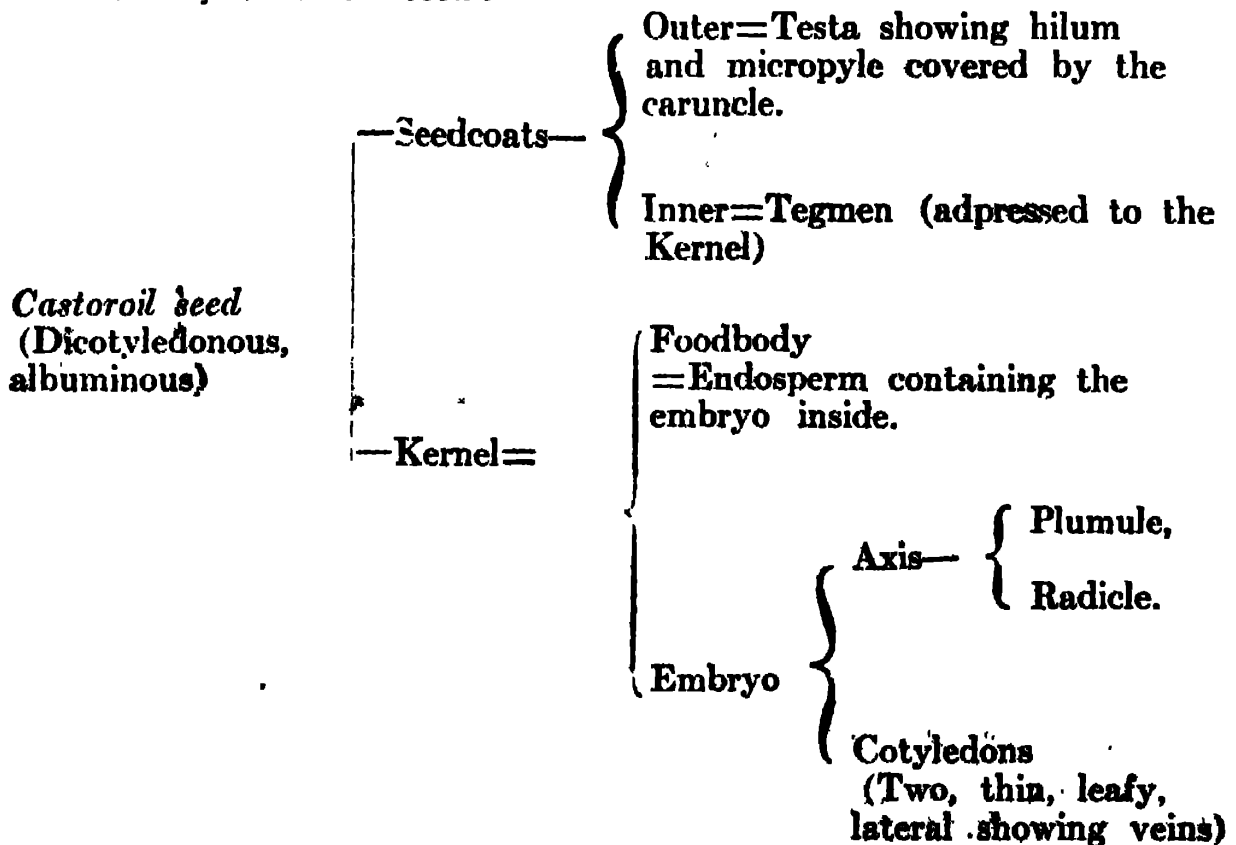 Outer=Testa showing hilum
and micropyle covered by the
caruncle.
—Seedcoats—
Inner=Tegmen (adpressed to the
Kernel)
Castoroil seed
(Dicotyledonous,
albuminous)
Foodbody
=Endosperm containing the
embryo inside.
—Kernel=
Plumule,
Axis—
Radicle.
Embryo
Cotyledons
(Two, thin, leafy,
lateral showing veins)